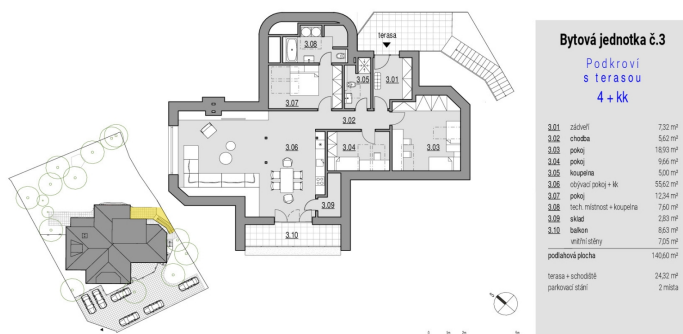 terasa
3.08
3.05
3.01
3.07
3.02
3.06
3.04
3.03
3.09
3.10
Bytová jednotka č.3
Podkroví
s terasou
4 + kk
3.01 zádveří 7,32 m²
3.02 chodba 5,62 m²
3.03 pokoj 18,93 m²
3.04 pokoj 9,66 m²
3.05 koupelna 5,00 m²
3.06 obývací pokoj + kk 55,62 m²
3.07 pokoj 12,34 m²
3.08 tech. místnost + koupelna 7,60 m²
3.09 sklad 2,83 m²
3.10 balkon 8,63 m²
vnitřní stěny 7,05 m²
podlahová plocha 140,60 m²
terasa + schodiště 24,32 m²
parkovací stání 2 místa